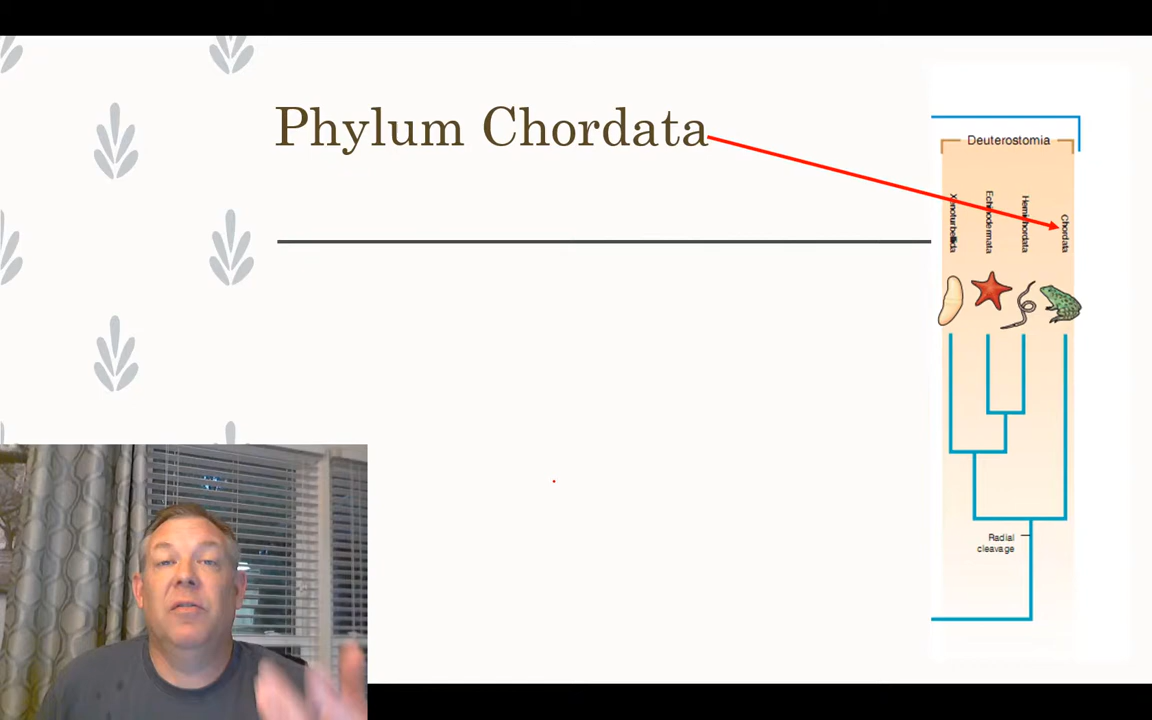 Phylum Chordata
Deuterostomia
Xenoturbellida
Echinodermata
Hemichordata
Chordata
Radial
cleavage